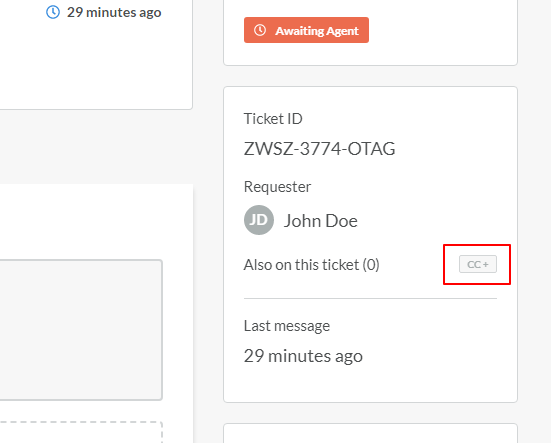 29 minutes ago
Awaiting Agent
Ticket ID
ZWSZ-3774-OTAG
Requester
JD John Doe
Also on this ticket (0) CC +
Last message
29 minutes ago